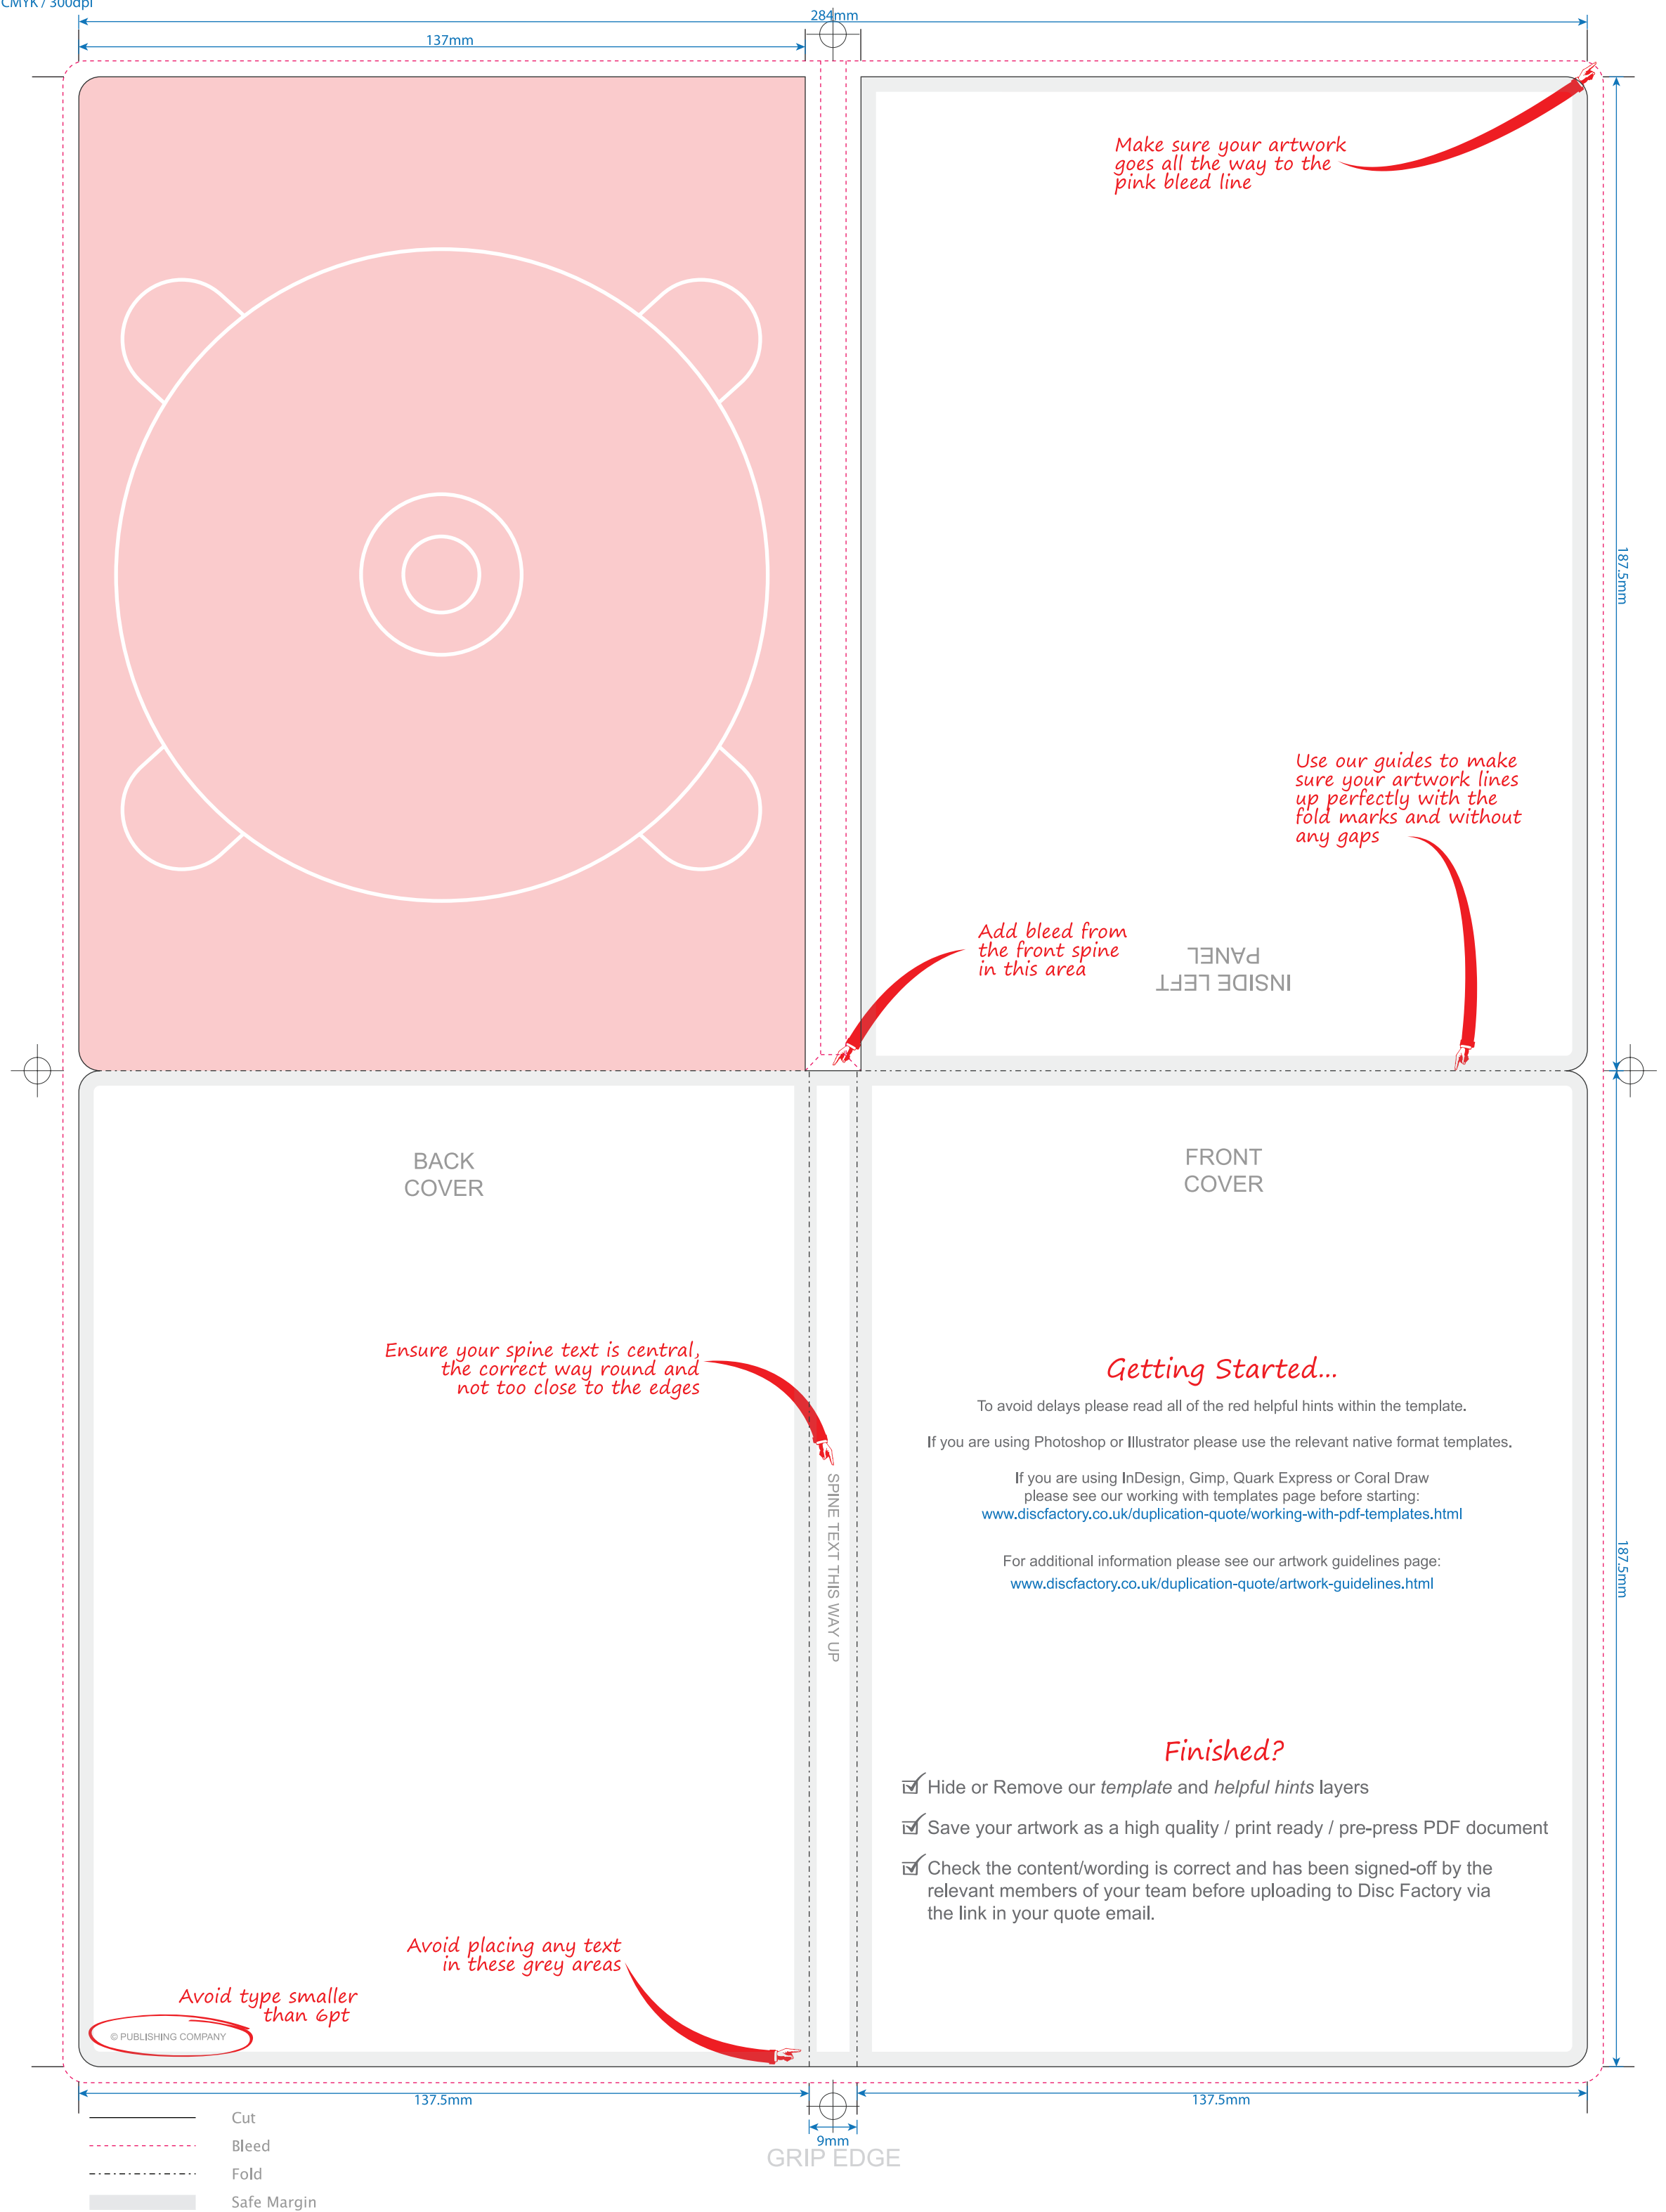 CMYK / 300dpi
284mm
137mm
Make sure your artwork
goes all the way to the
pink bleed line
187.5mm
Use our guides to make
sure your artwork lines
up perfectly with the
fold marks and without
any gaps
Add bleed from
the front spine
in this area
INSIDE LEFT
PANEL
BACK
COVER
FRONT
COVER
Ensure your spine text is central,
the correct way round and
not too close to the edges
SPINE TEXT THIS WAY UP
Getting Started...
To avoid delays please read all of the red helpful hints within the template.
If you are using Photoshop or Illustrator please use the relevant native format templates.
If you are using InDesign, Gimp, Quark Express or Coral Draw
please see our working with templates page before starting:
www.discfactory.co.uk/duplication-quote/working-with-pdf-templates.html
For additional information please see our artwork guidelines page:
www.discfactory.co.uk/duplication-quote/artwork-guidelines.html
187.5mm
Finished?
Hide or Remove our template and helpful hints layers
Save your artwork as a high quality / print ready / pre-press PDF document
Check the content/wording is correct and has been signed-off by the
relevant members of your team before uploading to Disc Factory via
the link in your quote email.
Avoid placing any text
in these grey areas
Avoid type smaller
than 6pt
© PUBLISHING COMPANY
137.5mm
137.5mm
9mm
GRIP EDGE
Cut
Bleed
Fold
Safe Margin